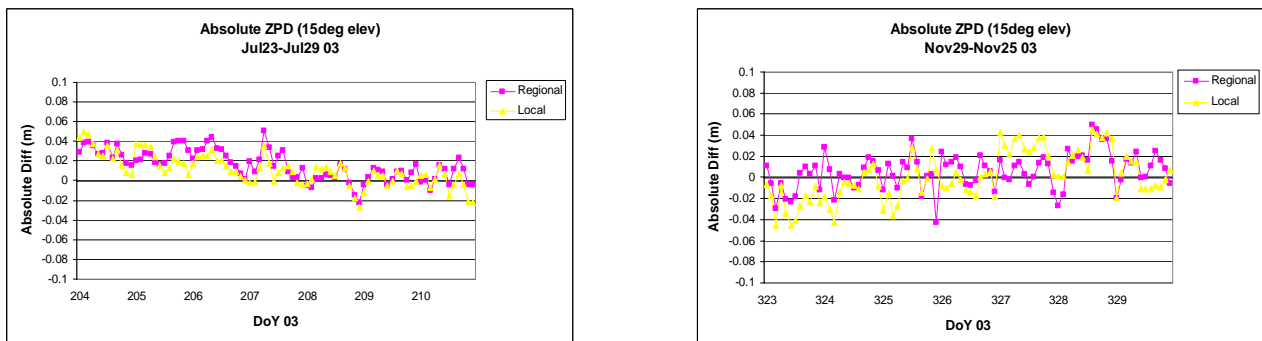 Absolute ZPD (15deg elev)
Jul23-Jul29 03
0.1
0.08
0.06
0.04
0.02
0
-0.02
-0.04
-0.06
-0.08
-0.1
Absolute Diff (m)
204 205 206 207 208 209 210
DoY 03
Regional
Local
Absolute ZPD (15deg elev)
Nov29-Nov25 03
0.1
0.08
0.06
0.04
0.02
0
-0.02
-0.04
-0.06
-0.08
-0.1
Absolute Diff (m)
323 324 325 326 327 328 329
DoY 03
Regional
Local